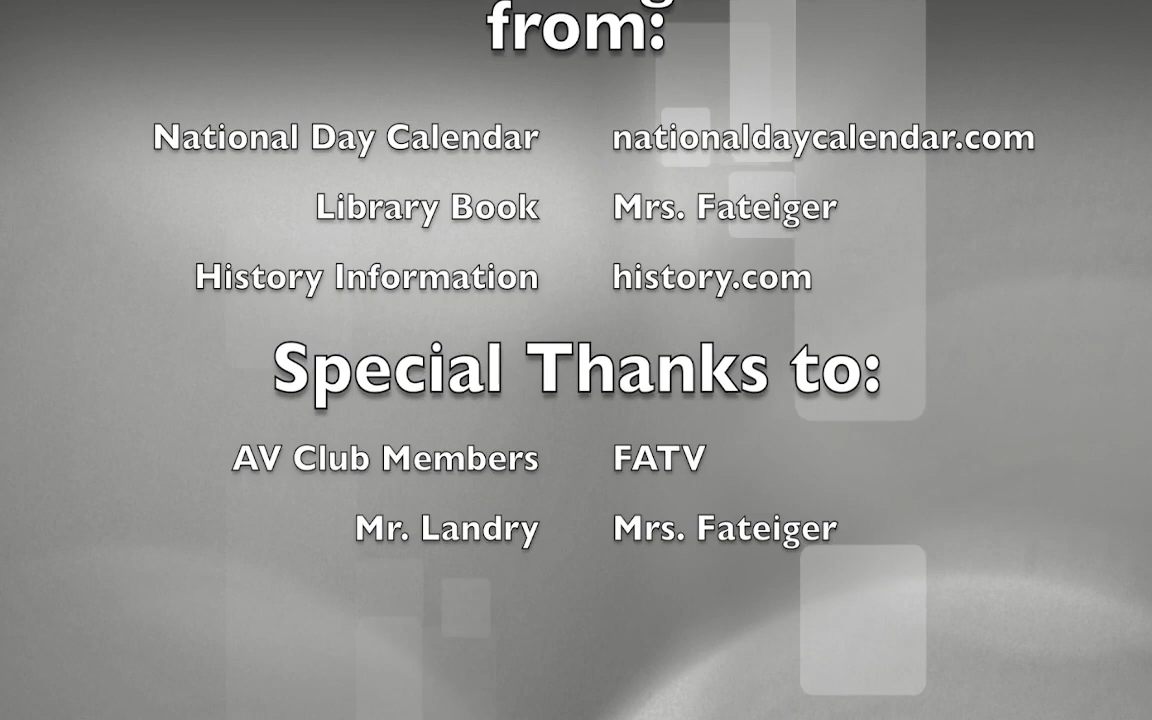 from:
National Day Calendar nationaldaycalendar.com
Library Book Mrs. Fateiger
History Information history.com
Special Thanks to:
AV Club Members FATV
Mr. Landry Mrs. Fateiger